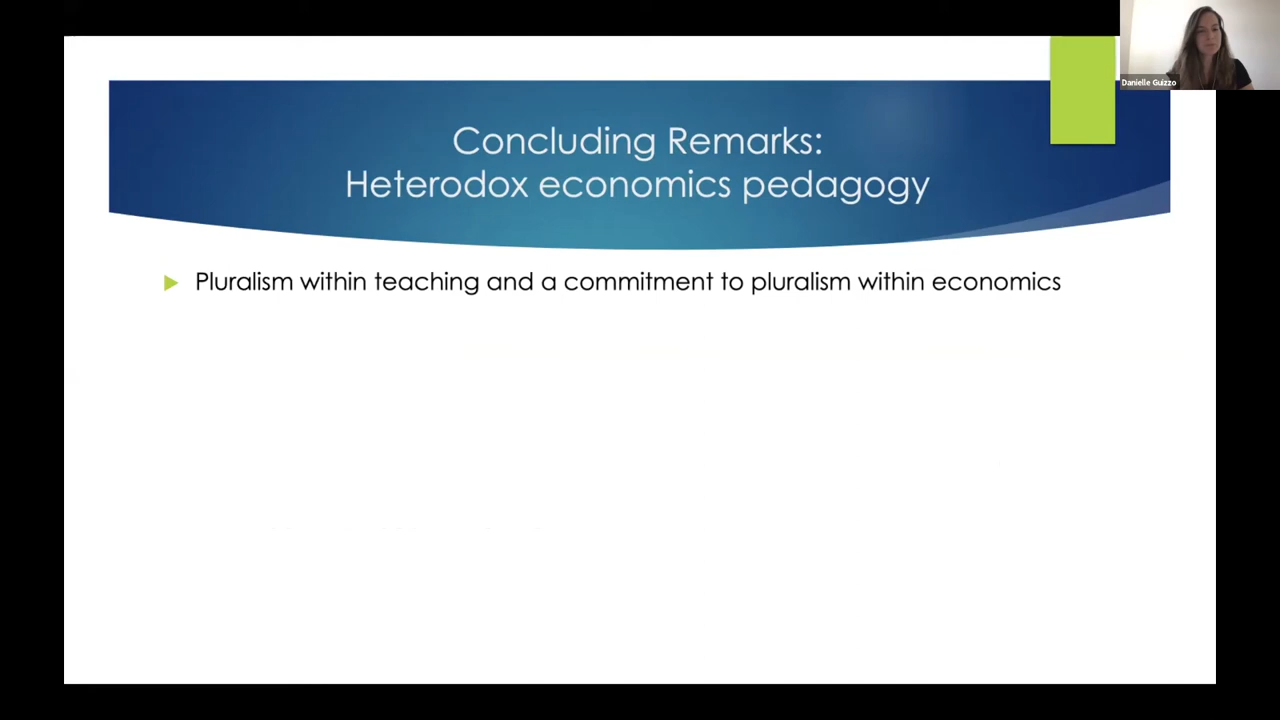 Danielle Guizzo
Concluding Remarks:
Heterodox economics pedagogy
Pluralism within teaching and a commitment to pluralism within economics